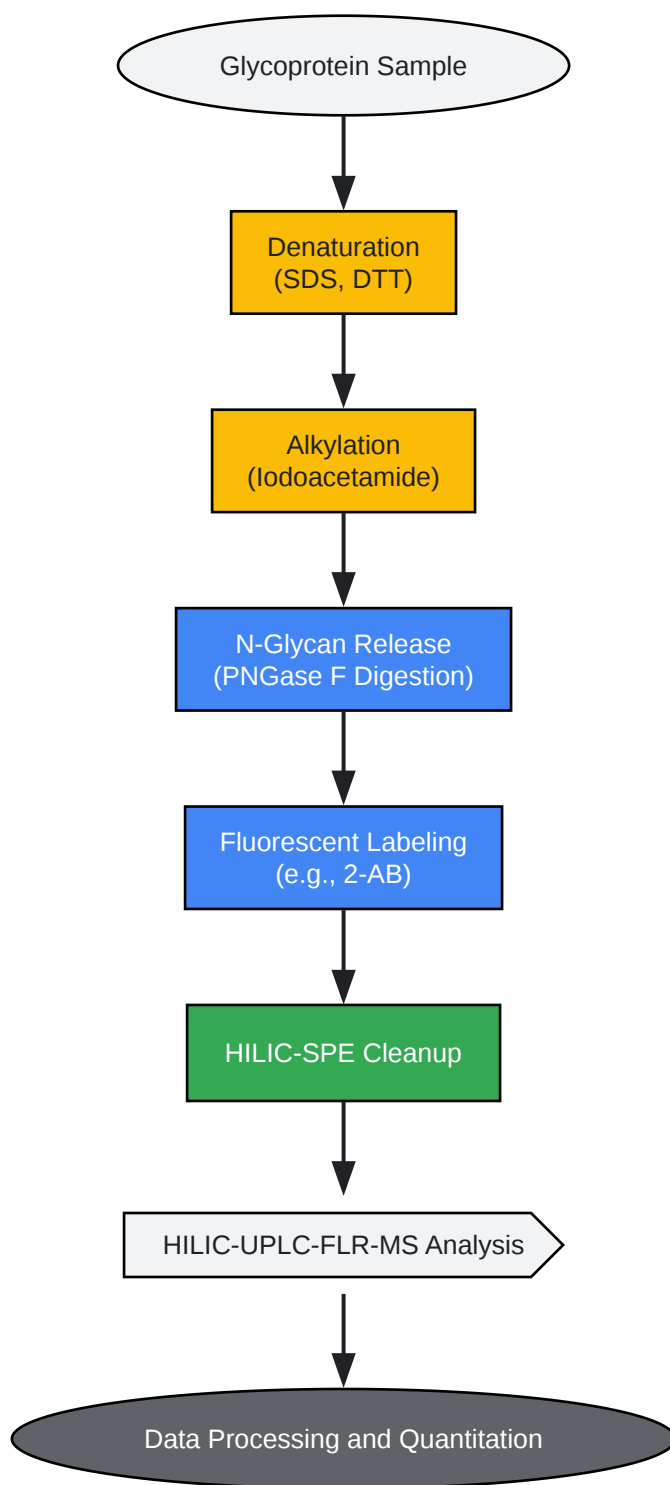 Glycoprotein Sample
Denaturation
(SDS, DTT)
Alkylation
(Iodoacetamide)
N-Glycan Release
(PNGase F Digestion)
Fluorescent Labeling
(e.g., 2-AB)
HILIC-SPE Cleanup
HILIC-UPLC-FLR-MS Analysis
Data Processing and Quantitation